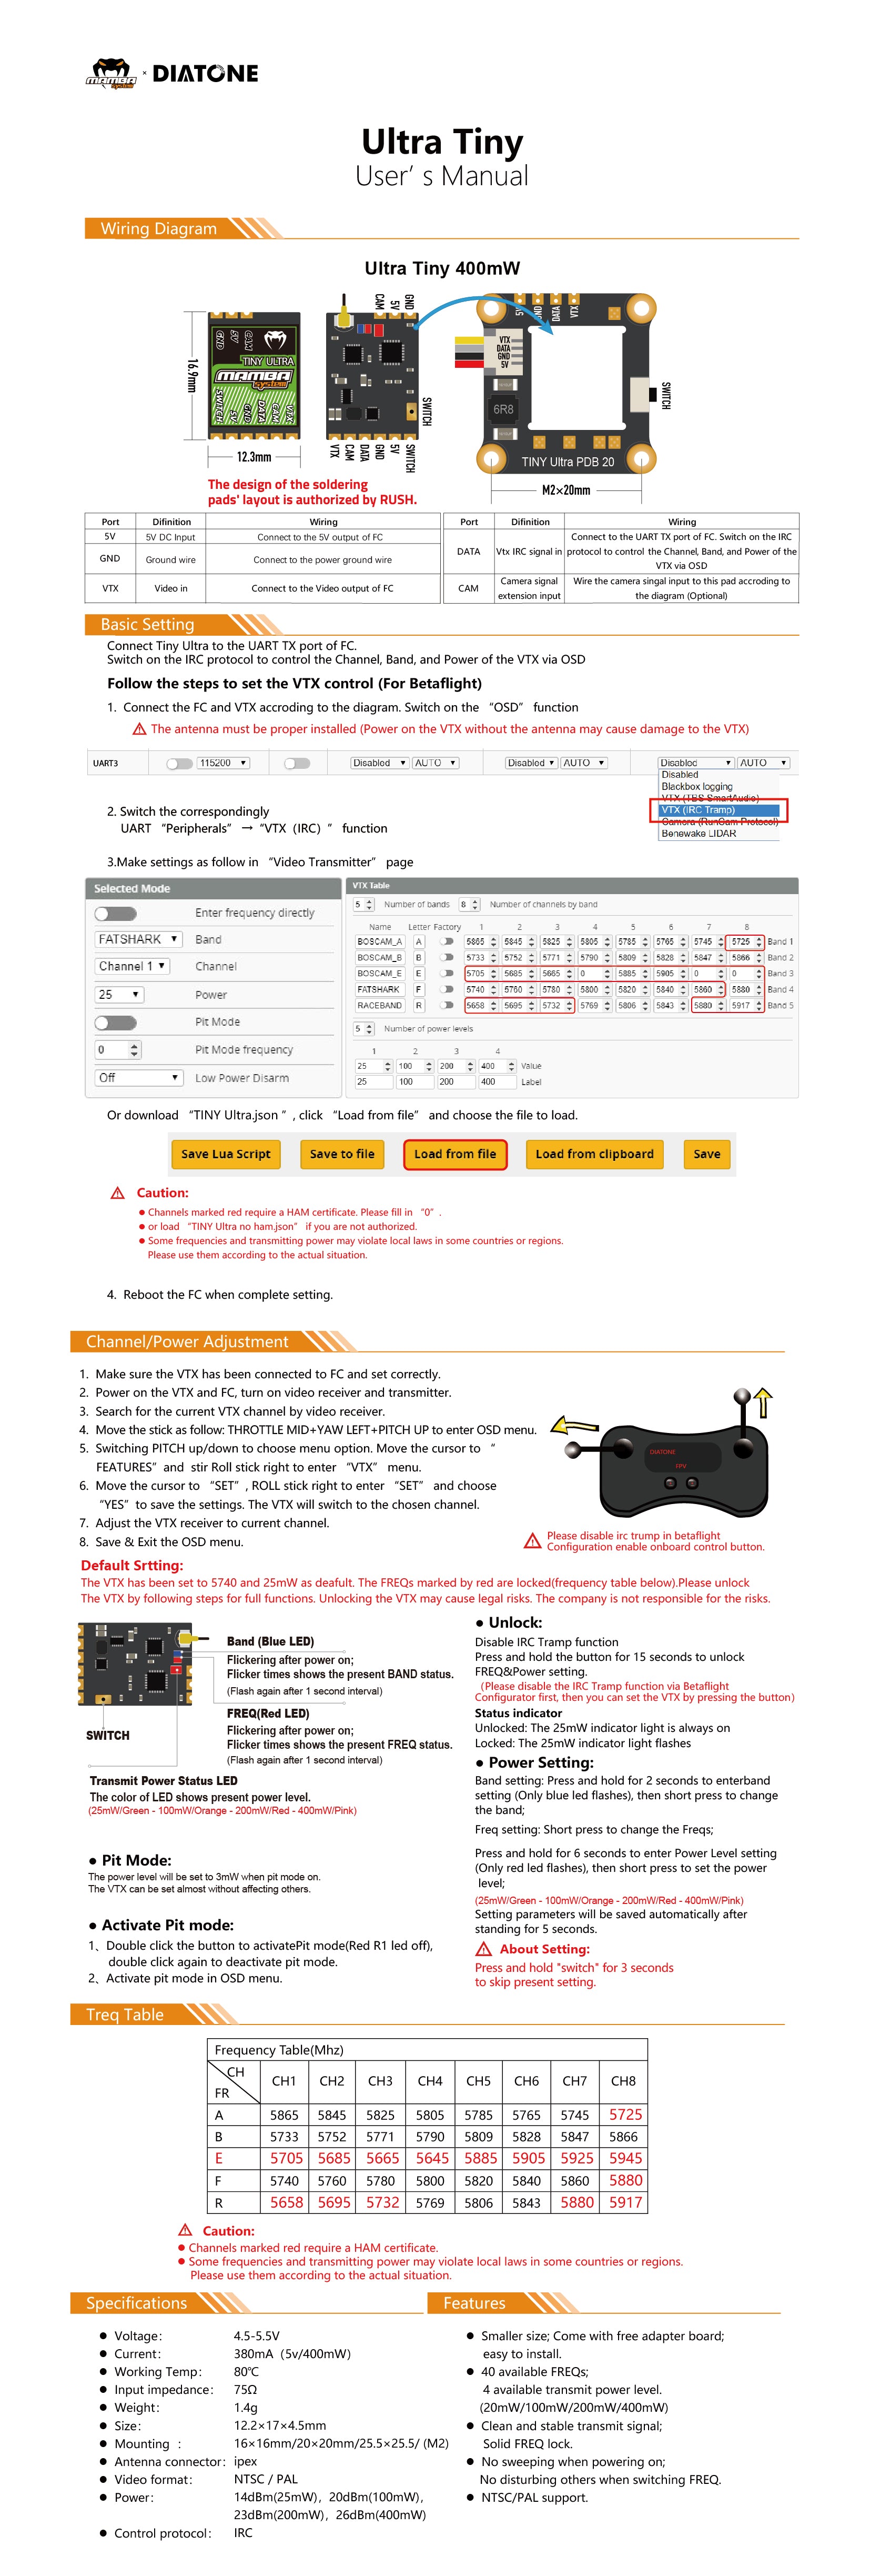 MAMBA system × DIATONE
Ultra Tiny
User' s Manual
Wiring Diagram
Ultra Tiny 400mW
CAM 5V GND
GND 5V CAM
TINY ULTRA
MAMBA
system
SWITCH 5V GND DATA CAM VTX
16.9mm
12.3mm
SWITCH
VTX CAM DATA GND 5V SWITCH
5V GND DATA VTX
VTX
DATA
GND
5V
6R8
SWITCH
TINY Ultra PDB 20
M2×20mm
The design of the soldering
pads' layout is authorized by RUSH.
Port Difinition Wiring
5V 5V DC Input Connect to the 5V output of FC
GND Ground wire Connect to the power ground wire
VTX Video in Connect to the Video output of FC
Port Difinition Wiring
DATA Vtx IRC signal in Connect to the UART TX port of FC. Switch on the IRC
protocol to control the Channel, Band, and Power of the
VTX via OSD
CAM Camera signal extension input Wire the camera singal input to this pad accroding to
the diagram (Optional)
Basic Setting
Connect Tiny Ultra to the UART TX port of FC.
Switch on the IRC protocol to control the Channel, Band, and Power of the VTX via OSD
Follow the steps to set the VTX control (For Betaflight)
1. Connect the FC and VTX accroding to the diagram. Switch on the “OSD” function
The antenna must be proper installed (Power on the VTX without the antenna may cause damage to the VTX)
UART3 115200 Disabled AUTO Disabled AUTO Disabled AUTO
Disabled
Blackbox logging
VTX (TBS SmartAudio)
VTX (IRC Tramp)
Camera (RunCam Protocol)
Benewake LIDAR
2. Switch the correspondingly
UART “Peripherals” → “VTX (IRC) ” function
3.Make settings as follow in “Video Transmitter” page
Selected Mode
Enter frequency directly
FATSHARK Band
Channel 1 Channel
25 Power
Pit Mode
0 Pit Mode frequency
Off Low Power Disarm
VTX Table
5 Number of bands 8 Number of channels by band
Name Letter Factory 1 2 3 4 5 6 7 8
BOSCAM_A A 5865 5845 5825 5805 5785 5765 5745 5725 Band 1
BOSCAM_B B 5733 5752 5771 5790 5809 5828 5847 5866 Band 2
BOSCAM_E E 5705 5685 5665 0 5885 5905 0 0 Band 3
FATSHARK F 5740 5760 5780 5800 5820 5840 5860 5880 Band 4
RACEBAND R 5658 5695 5732 5769 5806 5843 5880 5917 Band 5
5 Number of power levels
1 2 3 4
25 100 200 400 Value
25 100 200 400 Label
Or download “TINY Ultra.json ” , click “Load from file” and choose the file to load.
Save Lua Script Save to file Load from file Load from clipboard Save
Caution:
● Channels marked red require a HAM certificate. Please fill in “0” .
● or load “TINY Ultra no ham.json” if you are not authorized.
● Some frequencies and transmitting power may violate local laws in some countries or regions.
Please use them according to the actual situation.
4. Reboot the FC when complete setting.
Channel/Power Adjustment
1. Make sure the VTX has been connected to FC and set correctly.
2. Power on the VTX and FC, turn on video receiver and transmitter.
3. Search for the current VTX channel by video receiver.
4. Move the stick as follow: THROTTLE MID+YAW LEFT+PITCH UP to enter OSD menu.
5. Switching PITCH up/down to choose menu option. Move the cursor to “
FEATURES” and stir Roll stick right to enter “VTX” menu.
6. Move the cursor to “SET” , ROLL stick right to enter “SET” and choose
“YES” to save the settings. The VTX will switch to the chosen channel.
7. Adjust the VTX receiver to current channel.
8. Save & Exit the OSD menu.
DIATONE
FPV
Please disable irc trump in betaflight
Configuration enable onboard control button.
Default Srtting:
The VTX has been set to 5740 and 25mW as deafult. The FREQs marked by red are locked(frequency table below).Please unlock
The VTX by following steps for full functions. Unlocking the VTX may cause legal risks. The company is not responsible for the risks.
Band (Blue LED)
Flickering after power on;
Flicker times shows the present BAND status.
(Flash again after 1 second interval)
FREQ(Red LED)
Flickering after power on;
Flicker times shows the present FREQ status.
(Flash again after 1 second interval)
SWITCH
Transmit Power Status LED
The color of LED shows present power level.
(25mW/Green - 100mW/Orange - 200mW/Red - 400mW/Pink)
● Pit Mode:
The power level will be set to 3mW when pit mode on.
The VTX can be set almost without affecting others.
● Activate Pit mode:
1、Double click the button to activatePit mode(Red R1 led off),
double click again to deactivate pit mode.
2、Activate pit mode in OSD menu.
● Unlock:
Disable IRC Tramp function
Press and hold the button for 15 seconds to unlock
FREQ&Power setting.
（Please disable the IRC Tramp function via Betaflight
Configurator first, then you can set the VTX by pressing the button）
Status indicator
Unlocked: The 25mW indicator light is always on
Locked: The 25mW indicator light flashes
● Power Setting:
Band setting: Press and hold for 2 seconds to enterband
setting (Only blue led flashes), then short press to change
the band;
Freq setting: Short press to change the Freqs;
Press and hold for 6 seconds to enter Power Level setting
(Only red led flashes), then short press to set the power
level;
(25mW/Green - 100mW/Orange - 200mW/Red - 400mW/Pink)
Setting parameters will be saved automatically after
standing for 5 seconds.
About Setting:
Press and hold "switch" for 3 seconds
to skip present setting.
Treq Table
Frequency Table(Mhz)
CH FR CH1 CH2 CH3 CH4 CH5 CH6 CH7 CH8
A 5865 5845 5825 5805 5785 5765 5745 5725
B 5733 5752 5771 5790 5809 5828 5847 5866
E 5705 5685 5665 5645 5885 5905 5925 5945
F 5740 5760 5780 5800 5820 5840 5860 5880
R 5658 5695 5732 5769 5806 5843 5880 5917
Caution:
● Channels marked red require a HAM certificate.
● Some frequencies and transmitting power may violate local laws in some countries or regions.
Please use them according to the actual situation.
Specifications
● Voltage: 4.5-5.5V
● Current: 380mA（5v/400mW）
● Working Temp: 80℃
● Input impedance: 75Ω
● Weight: 1.4g
● Size: 12.2×17×4.5mm
● Mounting : 16×16mm/20×20mm/25.5×25.5/ (M2)
● Antenna connector: ipex
● Video format: NTSC / PAL
● Power: 14dBm(25mW)，20dBm(100mW)，
23dBm(200mW)，26dBm(400mW)
● Control protocol: IRC
Features
● Smaller size; Come with free adapter board;
easy to install.
● 40 available FREQs;
4 available transmit power level.
(20mW/100mW/200mW/400mW)
● Clean and stable transmit signal;
Solid FREQ lock.
● No sweeping when powering on;
No disturbing others when switching FREQ.
● NTSC/PAL support.